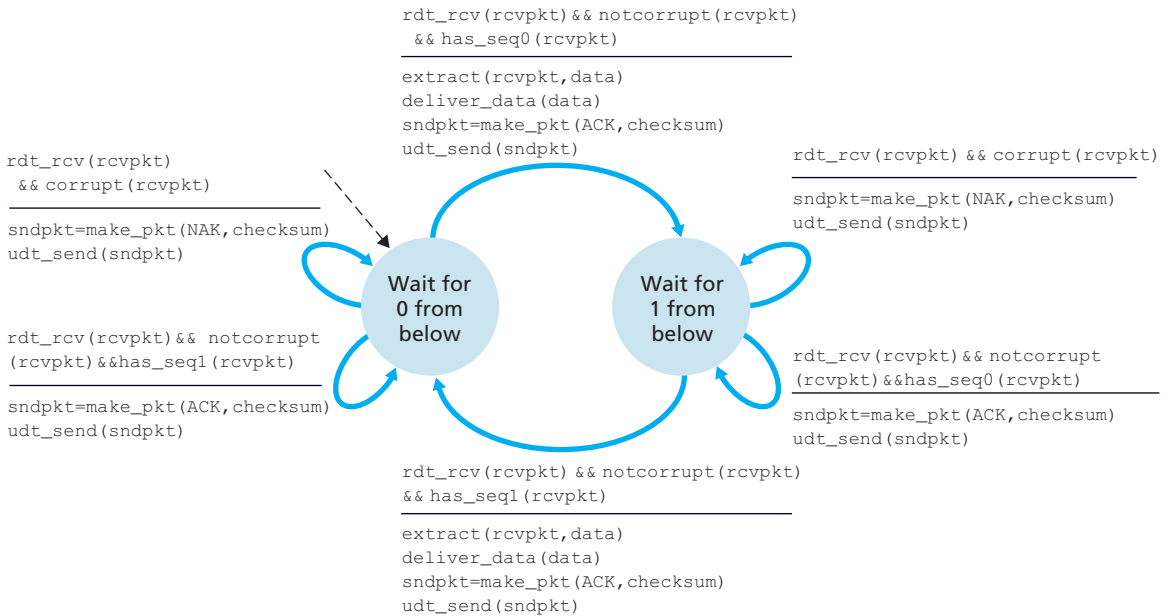 rdt_rcv(rcvpkt) && notcorrupt(rcvpkt)
&& has_seq0(rcvpkt)
extract(rcvpkt,data)
deliver_data(data)
sndpkt=make_pkt(ACK,checksum)
udt_send(sndpkt)
rdt_rcv(rcvpkt)
&& corrupt(rcvpkt)
sndpkt=make_pkt(NAK,checksum)
udt_send(sndpkt)
rdt_rcv(rcvpkt) && corrupt(rcvpkt)
sndpkt=make_pkt(NAK,checksum)
udt_send(sndpkt)
Wait for
0 from
below
Wait for
1 from
below
rdt_rcv(rcvpkt) && notcorrupt
(rcvpkt)&&has_seq1(rcvpkt)
sndpkt=make_pkt(ACK,checksum)
udt_send(sndpkt)
rdt_rcv(rcvpkt) && notcorrupt
(rcvpkt)&&has_seq0(rcvpkt)
sndpkt=make_pkt(ACK,checksum)
udt_send(sndpkt)
rdt_rcv(rcvpkt) && notcorrupt(rcvpkt)
&& has_seq1(rcvpkt)
extract(rcvpkt,data)
deliver_data(data)
sndpkt=make_pkt(ACK,checksum)
udt_send(sndpkt)